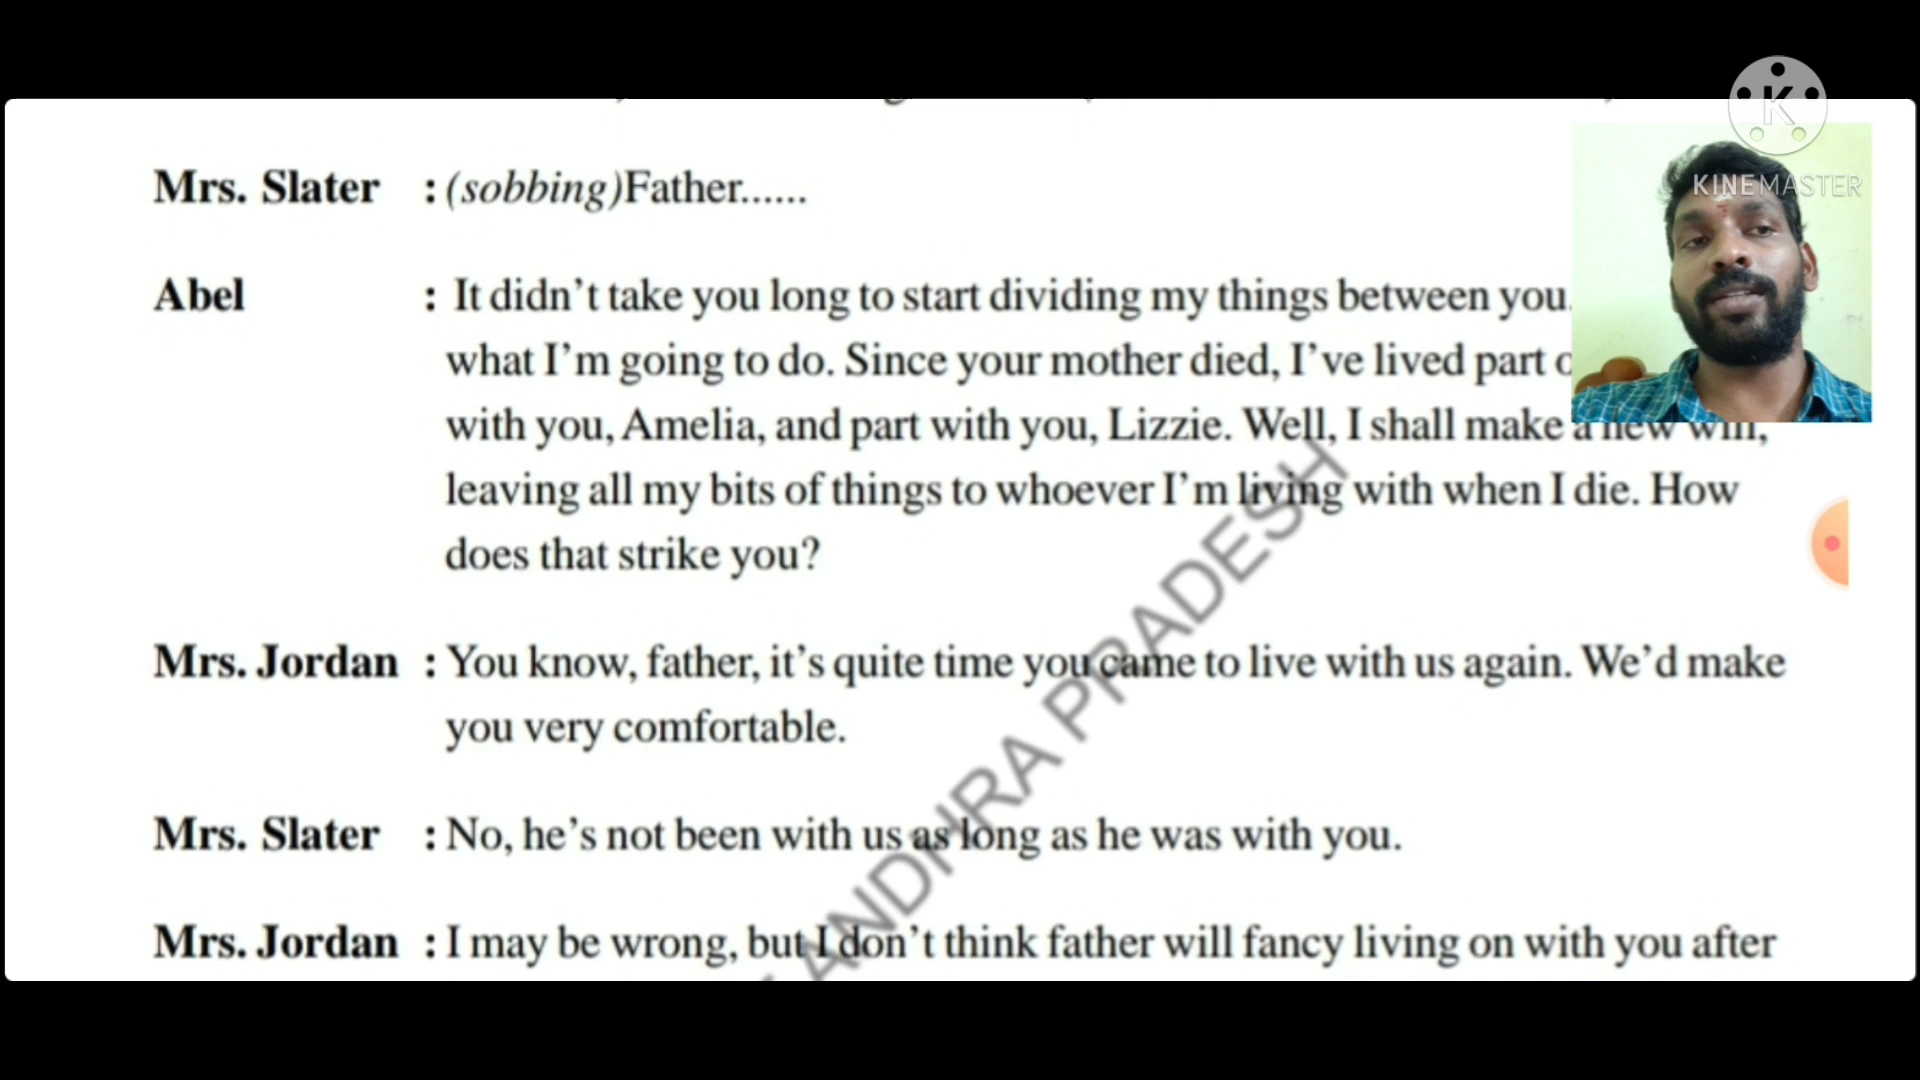 Mrs. Slater : (sobbing)Father......
Abel : It didn't take you long to start dividing my things between you.
what I'm going to do. Since your mother died, I've lived part
with you, Amelia, and part with you, Lizzie. Well, I shall make a new will,
leaving all my bits of things to whoever I'm living with when I die. How
does that strike you?
Mrs. Jordan : You know, father, it's quite time you came to live with us again. We'd make
you very comfortable.
Mrs. Slater : No, he's not been with us as long as he was with you.
Mrs. Jordan : I may be wrong, but I don't think father will fancy living on with you after
ANDHRA PRADESH
K
KINEMASTER